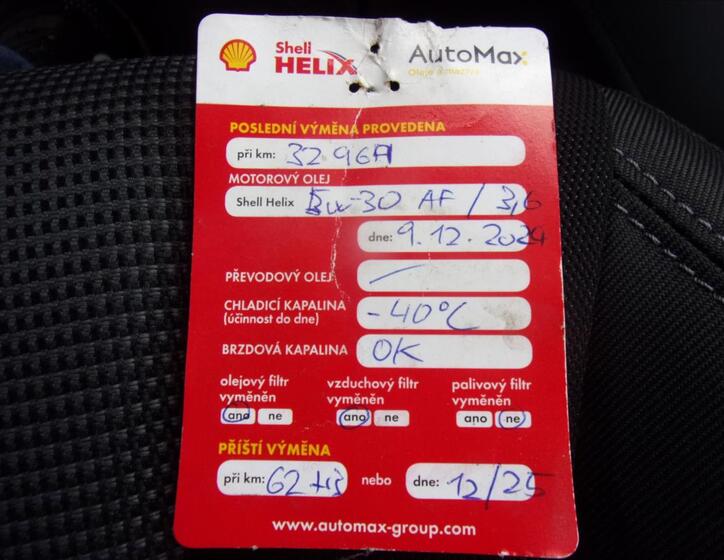 Shell HELIX AutoMax
Oleje a maziva
POSLEDNÍ VÝMĚNA PROVEDENA
při km: 32 961
MOTOROVÝ OLEJ
Shell Helix 5w-30 AF / 3,6
dne: 9.12.2024
PŘEVODOVÝ OLEJ —
CHLADICÍ KAPALINA
(účinnost do dne) -40°C
BRZDOVÁ KAPALINA OK
olejový filtr vzduchový filtr palivový filtr
vyměněn vyměněn vyměněn
ano ne ano ne ano ne
PŘÍŠTÍ VÝMĚNA
při km: 62 tis nebo dne: 12/25
www.automax-group.com